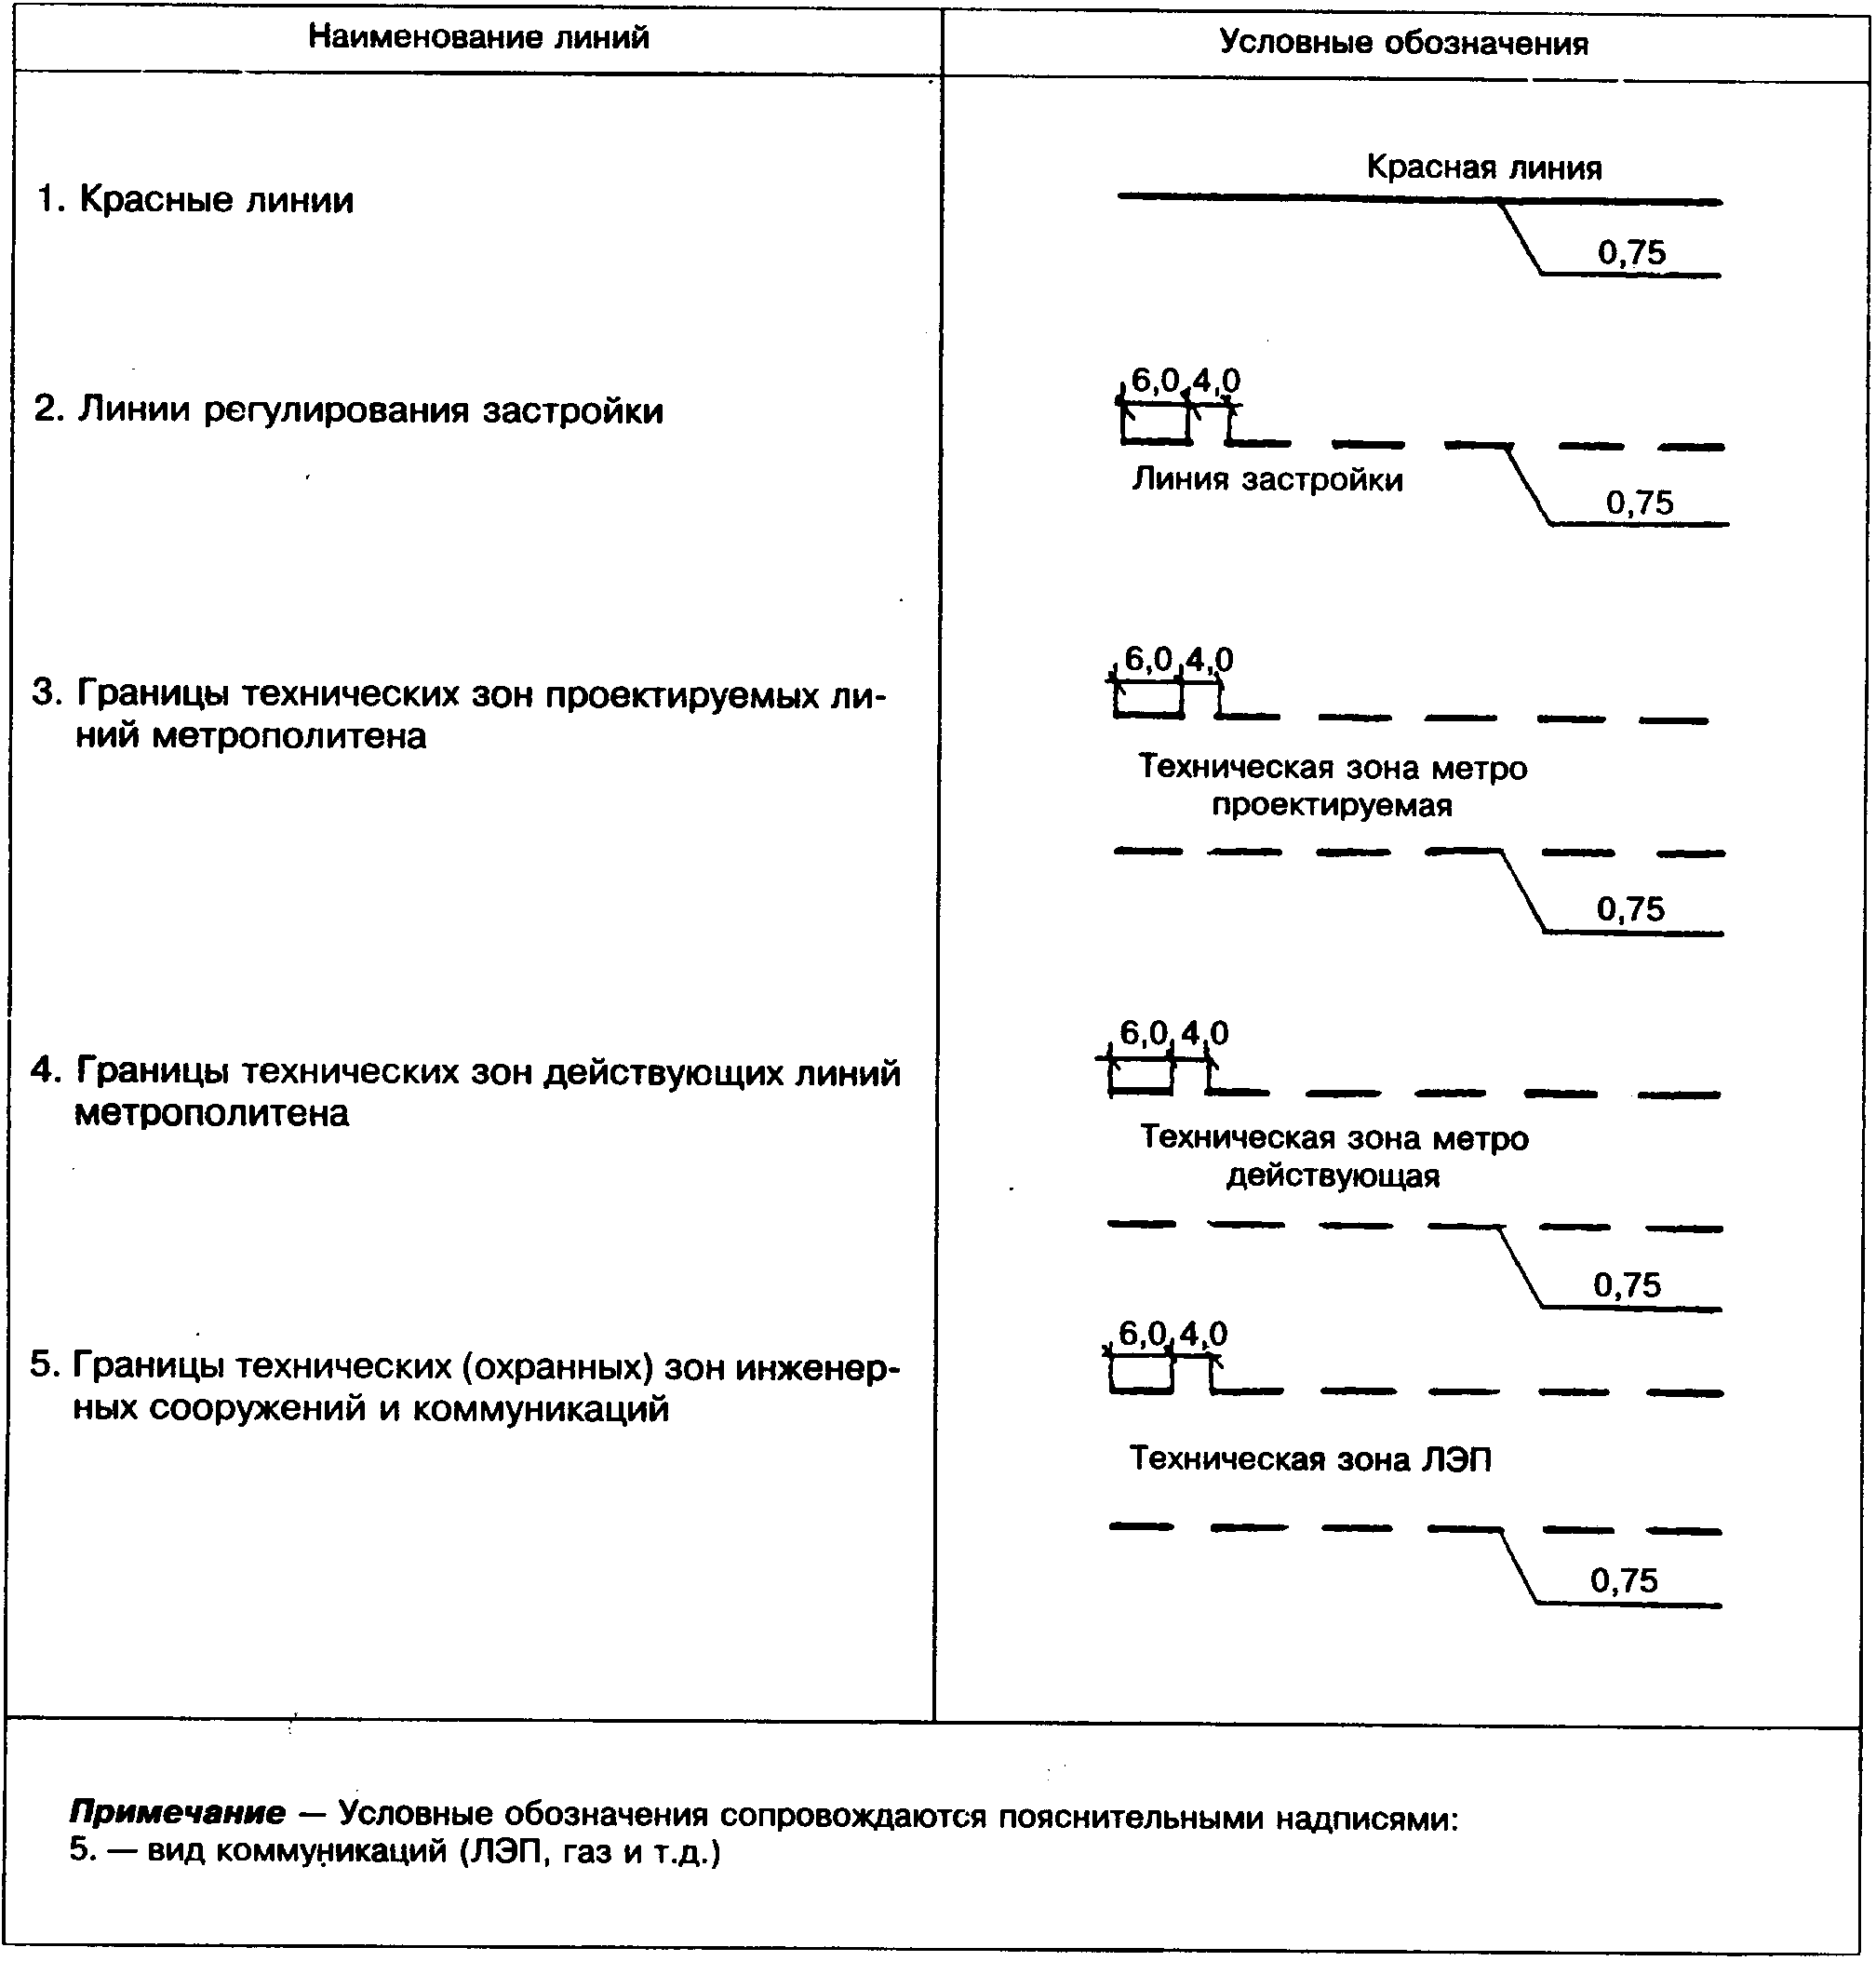 Наименование линий
Условные обозначения
1. Красные линии
Красная линия
0,75
2. Линии регулирования застройки
6,0 4,0
Линия застройки
0,75
3. Границы технических зон проектируемых ли-
ний метрополитена
6,0 4,0
Техническая зона метро
проектируемая
0,75
4. Границы технических зон действующих линий
метрополитена
6,0 4,0
Техническая зона метро
действующая
0,75
5. Границы технических (охранных) зон инженер-
ных сооружений и коммуникаций
6,0 4,0
Техническая зона ЛЭП
0,75
Примечание — Условные обозначения сопровождаются пояснительными надписями:
5. — вид коммуникаций (ЛЭП, газ и т.д.)